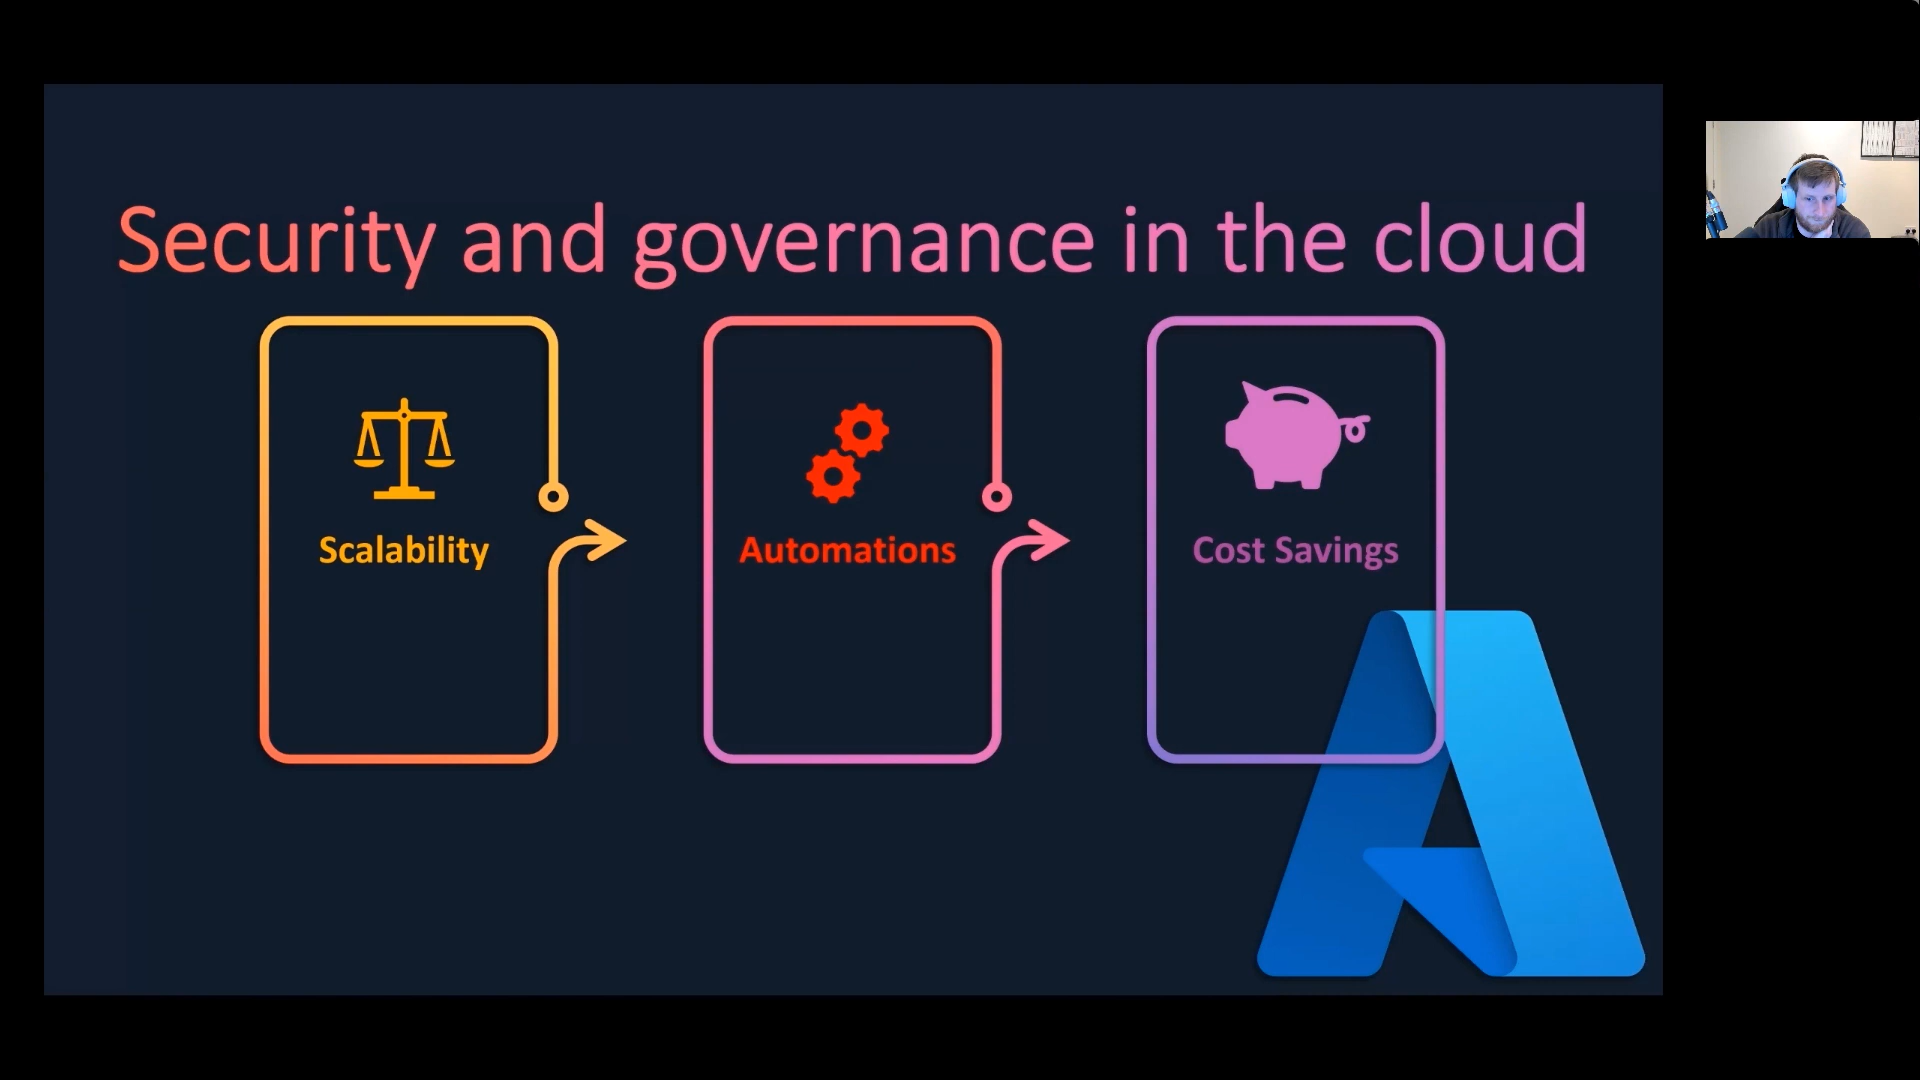 Security and governance in the cloud
Scalability
Automations
Cost Savings